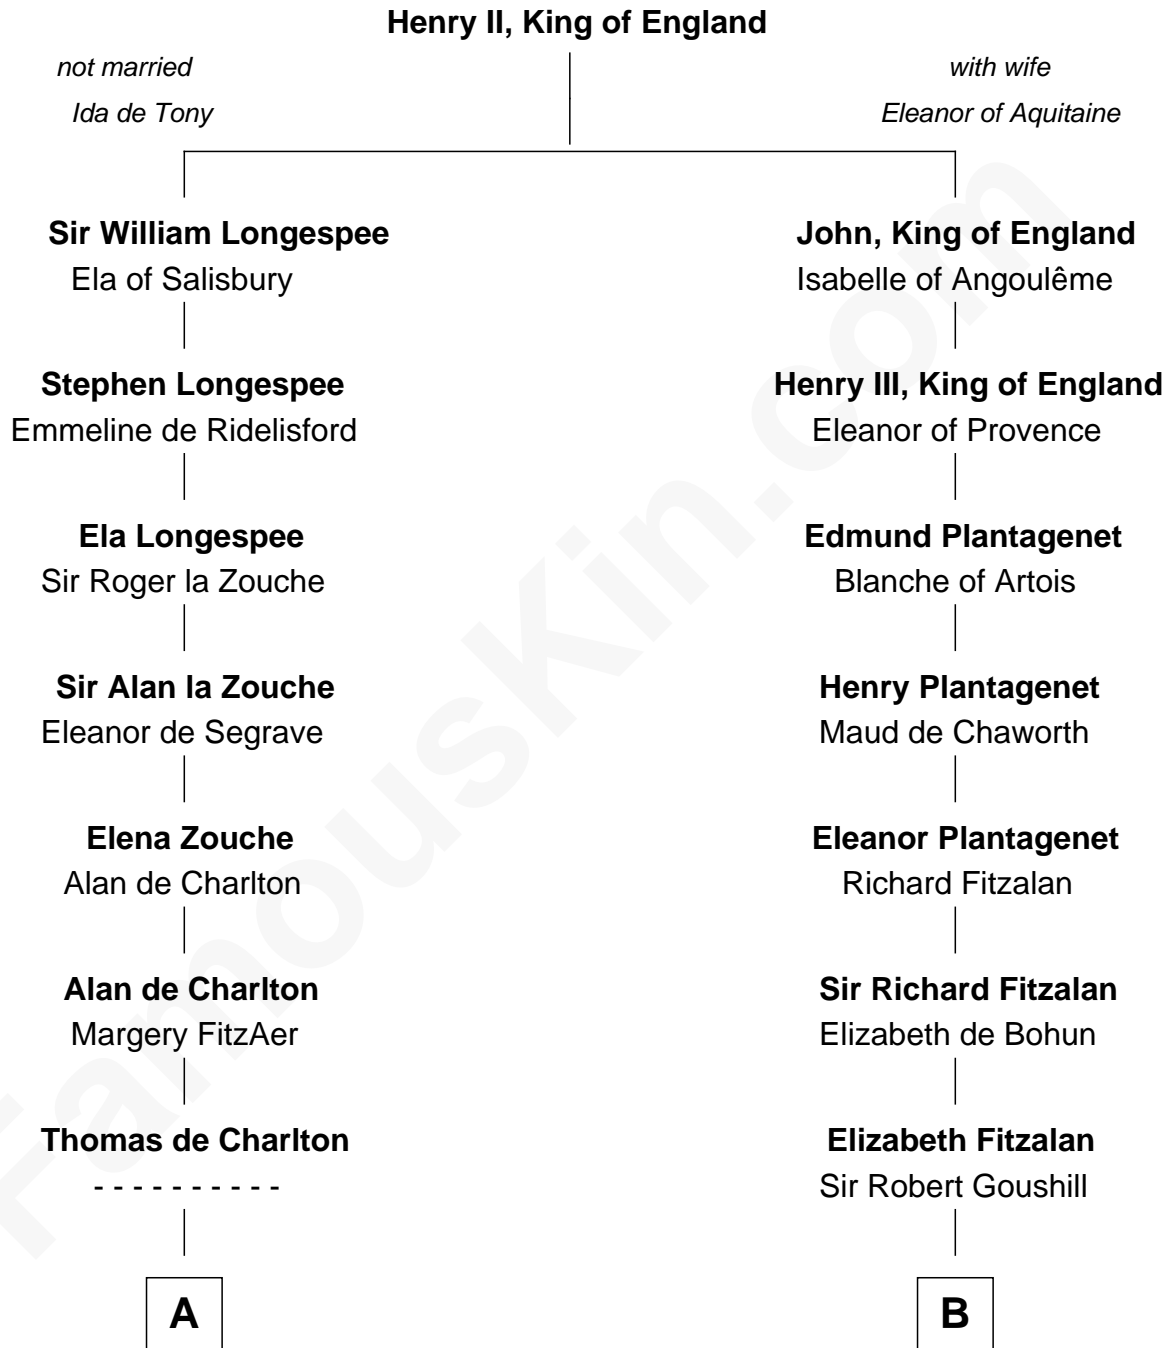 Henry II, King of England
not married
with wife
Ida de Tony
Eleanor of Aquitaine
Sir William Longespee
John, King of England
Ela of Salisbury
Isabelle of Angoulême
Stephen Longespee
Henry III, King of England
Emmeline de Ridelisford
Eleanor of Provence
Ela Longespee
Edmund Plantagenet
Sir Roger la Zouche
Blanche of Artois
Sir Alan la Zouche
Henry Plantagenet
Eleanor de Segrave
Maud de Chaworth
Elena Zouche
Eleanor Plantagenet
Alan de Charlton
Richard Fitzalan
Alan de Charlton
Sir Richard Fitzalan
Margery FitzAer
Elizabeth de Bohun
Thomas de Charlton
Elizabeth Fitzalan
- - - - - - - - - -
Sir Robert Goushill
A
B
FamousKin.com